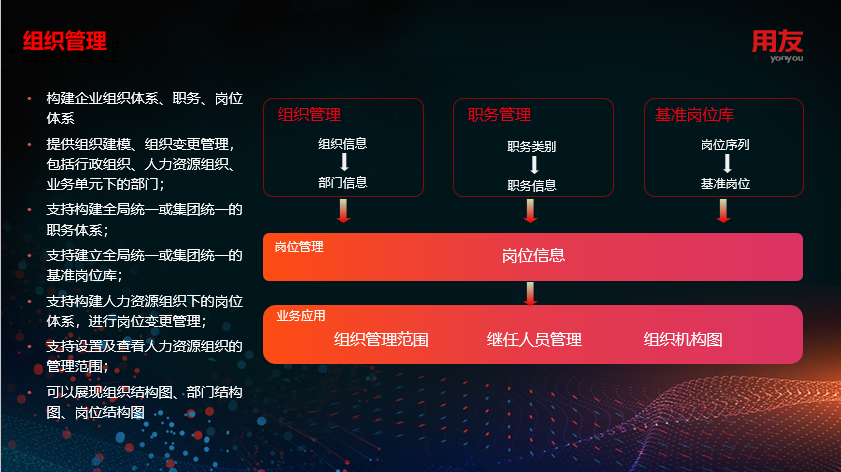 组织管理
用友
yonyou
• 构建企业组织体系、职务、岗位
体系
• 提供组织建模、组织变更管理，
包括行政组织、人力资源组织、
业务单元下的部门；
• 支持构建全局统一或集团统一的
职务体系；
• 支持建立全局统一或集团统一的
基准岗位库；
• 支持构建人力资源组织下的岗位
体系，进行岗位变更管理；
• 支持设置及查看人力资源组织的
管理范围；
• 可以展现组织结构图、部门结构
图、岗位结构图
组织管理
组织信息
部门信息
职务管理
职务类别
职务信息
基准岗位库
岗位序列
基准岗位
岗位管理
岗位信息
业务应用
组织管理范围
继任人员管理
组织机构图